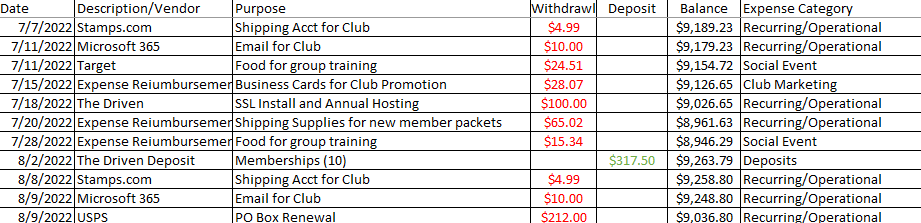 Date Description/Vendor Purpose Withdrawl Deposit Balance Expense Category
7/7/2022 Stamps.com Shipping Acct for Club $4.99 $9,189.23 Recurring/Operational
7/11/2022 Microsoft 365 Email for Club $10.00 $9,179.23 Recurring/Operational
7/11/2022 Target Food for group training $24.51 $9,154.72 Social Event
7/15/2022 Expense Reiumbursemer Business Cards for Club Promotion $28.07 $9,126.65 Club Marketing
7/18/2022 The Driven SSL Install and Annual Hosting $100.00 $9,026.65 Recurring/Operational
7/20/2022 Expense Reiumbursemer Shipping Supplies for new member packets $65.02 $8,961.63 Recurring/Operational
7/28/2022 Expense Reiumbursemer Food for group training $15.34 $8,946.29 Social Event
8/2/2022 The Driven Deposit Memberships (10) $317.50 $9,263.79 Deposits
8/8/2022 Stamps.com Shipping Acct for Club $4.99 $9,258.80 Recurring/Operational
8/9/2022 Microsoft 365 Email for Club $10.00 $9,248.80 Recurring/Operational
8/9/2022 USPS PO Box Renewal $212.00 $9,036.80 Recurring/Operational